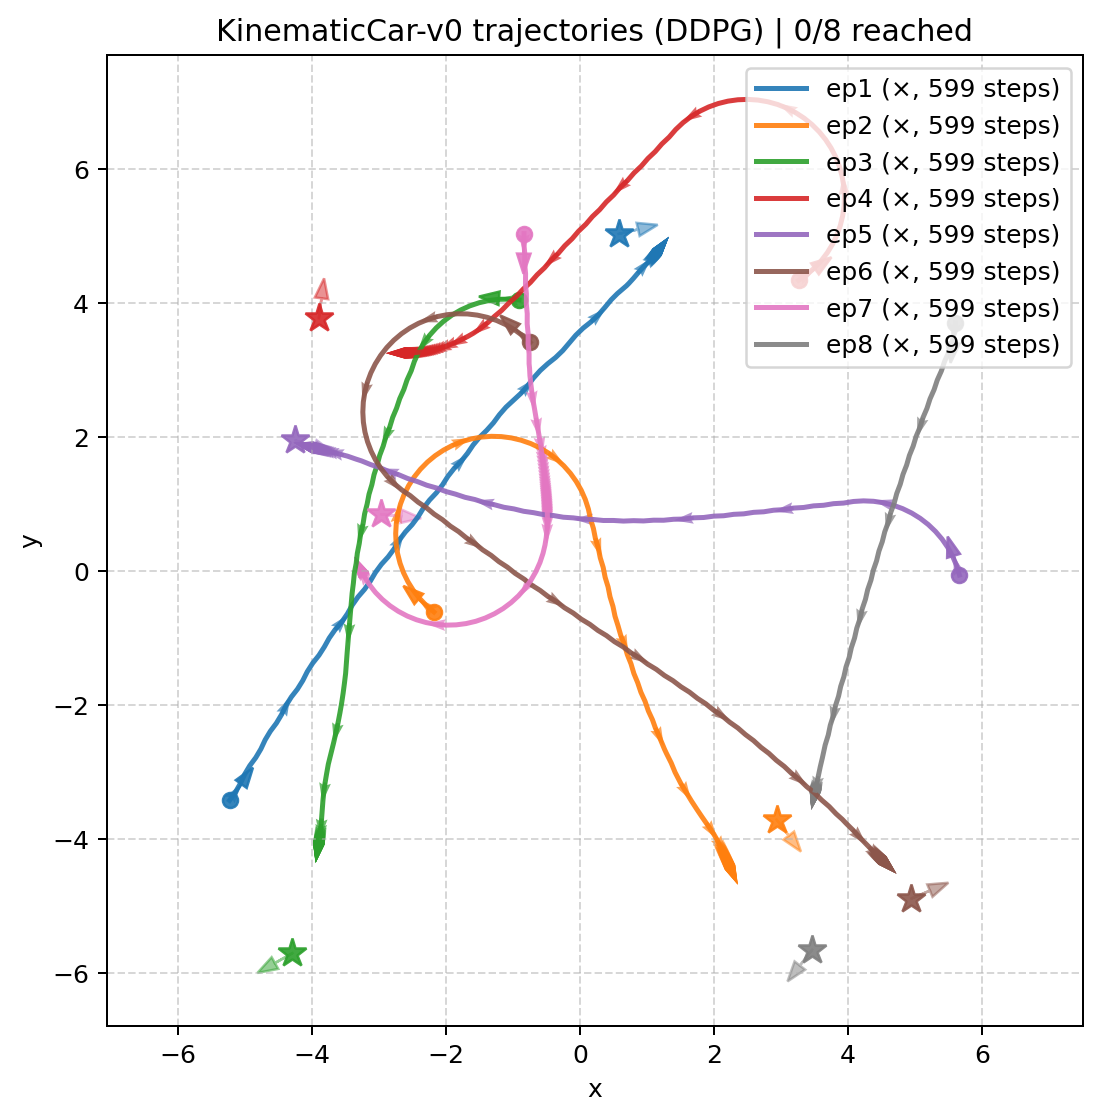 KinematicCar-v0 trajectories (DDPG) | 0/8 reached
ep1 (×, 599 steps)
ep2 (×, 599 steps)
ep3 (×, 599 steps)
ep4 (×, 599 steps)
ep5 (×, 599 steps)
ep6 (×, 599 steps)
ep7 (×, 599 steps)
ep8 (×, 599 steps)
6
4
2
0
−2
−4
−6
y
−6 −4 −2 0 2 4 6
x